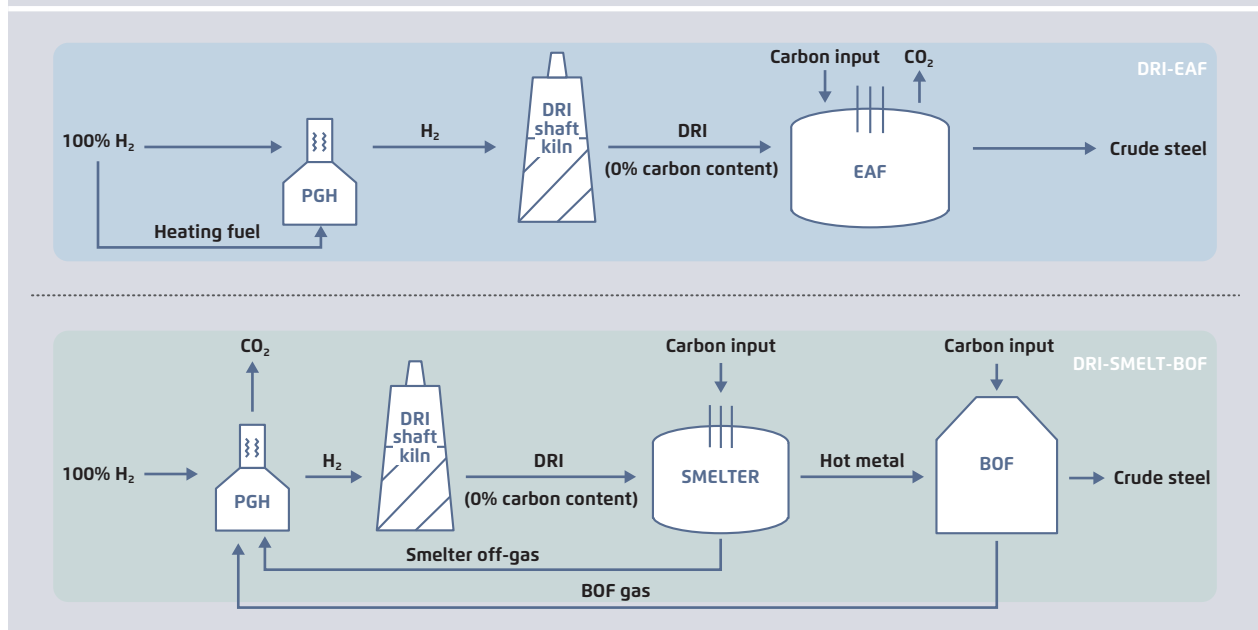 Carbon input
CO₂
DRI-EAF
100% H₂
PGH
H₂
DRI
shaft
kiln
DRI
(0% carbon content)
EAF
Crude steel
Heating fuel
CO₂
Carbon input
Carbon input
DRI-SMELT-BOF
100% H₂
PGH
H₂
DRI
shaft
kiln
DRI
(0% carbon content)
SMELTER
Hot metal
BOF
Crude steel
Smelter off-gas
BOF gas